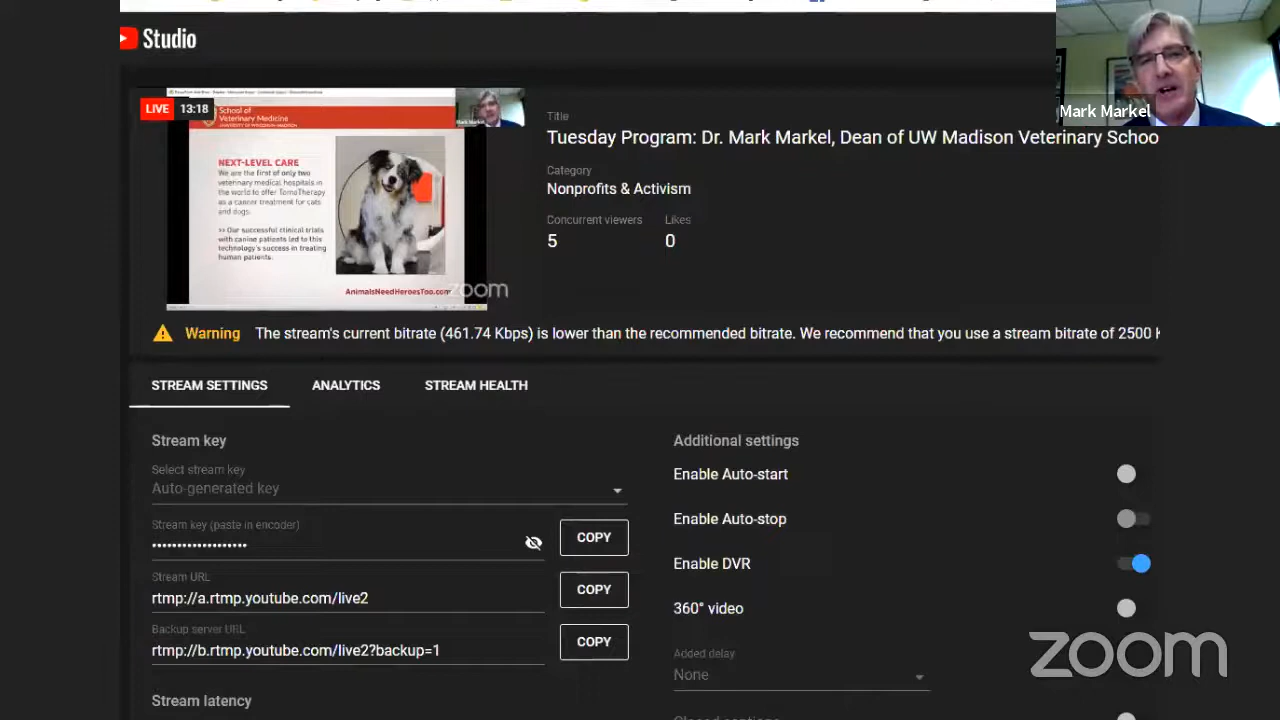 Studio
LIVE 13:18
School of
Veterinary Medicine
UNIVERSITY OF WISCONSIN-MADISON
Mark Markel
NEXT-LEVEL CARE
We are the first of only two
veterinary medical hospitals in
the world to offer TomoTherapy
as a cancer treatment for cats
and dogs.
Our successful clinical trials
with canine patients led to this
technology's success in treating
human patients.
AnimalsNeedHeroesToo.com
zoom
Title
Tuesday Program: Dr. Mark Markel, Dean of UW Madison Veterinary Schoo
Category
Nonprofits & Activism
Concurrent viewers Likes
5 0
Mark Markel
Warning The stream's current bitrate (461.74 Kbps) is lower than the recommended bitrate. We recommend that you use a stream bitrate of 2500 K
STREAM SETTINGS ANALYTICS STREAM HEALTH
Stream key
Select stream key
Auto-generated key
Stream key (paste in encoder)
••••••••••••••••••• COPY
Stream URL
rtmp://a.rtmp.youtube.com/live2 COPY
Backup server URL
rtmp://b.rtmp.youtube.com/live2?backup=1 COPY
Stream latency
Additional settings
Enable Auto-start
Enable Auto-stop
Enable DVR
360° video
Added delay
None
Closed captions
zoom